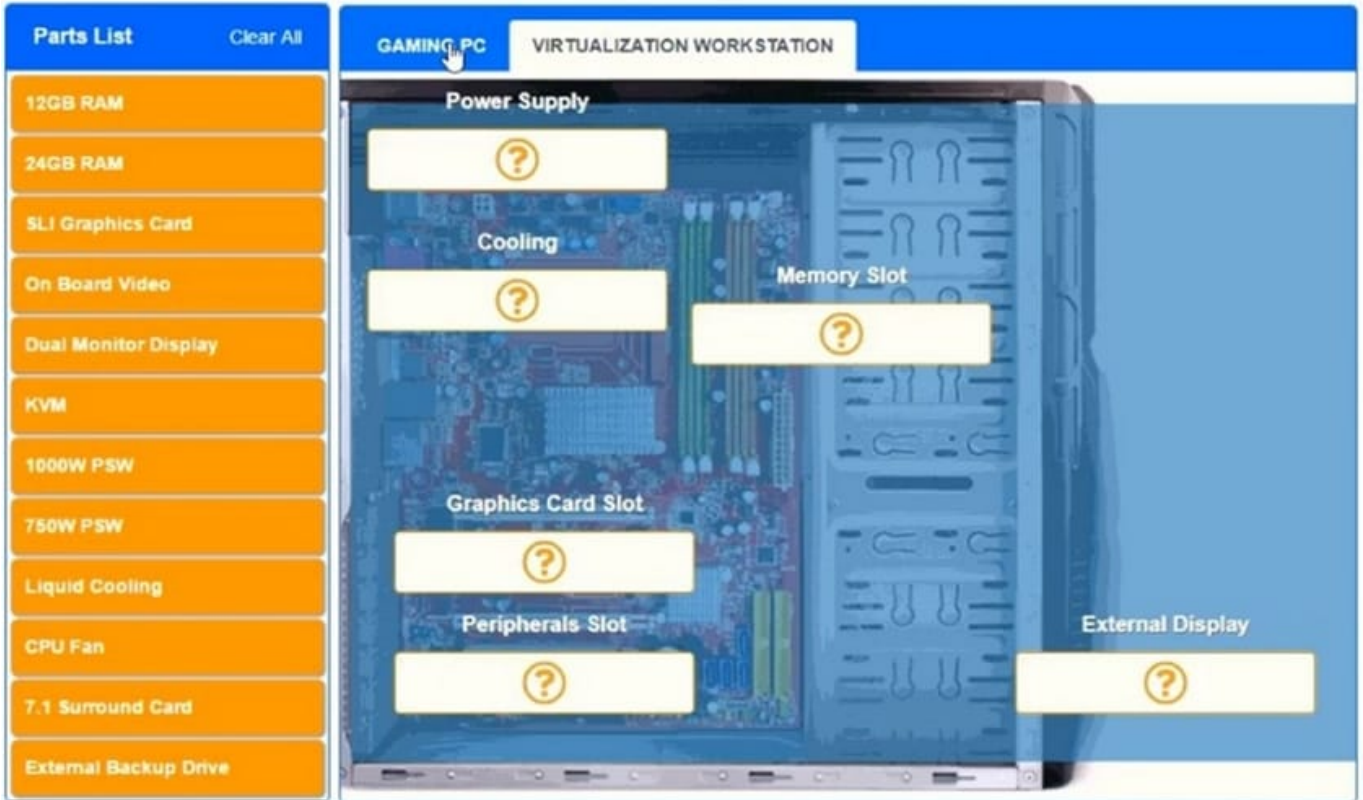 Parts List Clear All
12GB RAM
24GB RAM
SLI Graphics Card
On Board Video
Dual Monitor Display
KVM
1000W PSW
750W PSW
Liquid Cooling
CPU Fan
7.1 Surround Card
External Backup Drive
GAMING PC VIRTUALIZATION WORKSTATION
Power Supply
?
Cooling
?
Memory Slot
?
Graphics Card Slot
?
Peripherals Slot
?
External Display
?